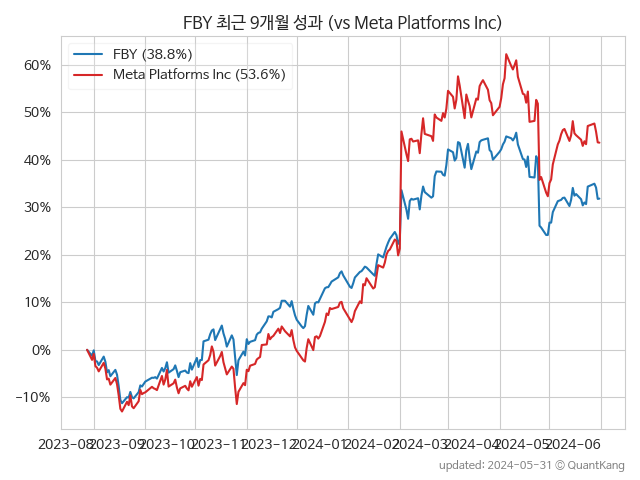 FBY 최근 9개월 성과 (vs Meta Platforms Inc)
FBY (38.8%)
Meta Platforms Inc (53.6%)
60%
50%
40%
30%
20%
10%
0%
−10%
2023-08 2023-09 2023-10 2023-11 2023-12 2024-01 2024-02 2024-03 2024-04 2024-05 2024-06
updated: 2024-05-31 © QuantKang